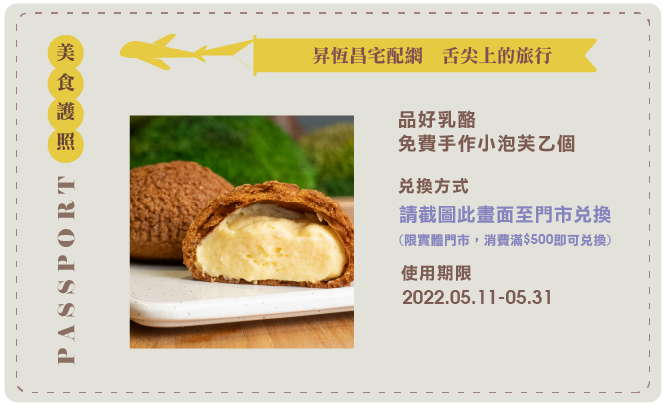 美食護照
PASSPORT
昇恆昌宅配網 舌尖上的旅行
品好乳酪
免費手作小泡芙乙個
兌換方式
請截圖此畫面至門市兌換
(限實體門市，消費滿$500即可兌換)
使用期限
2022.05.11-05.31